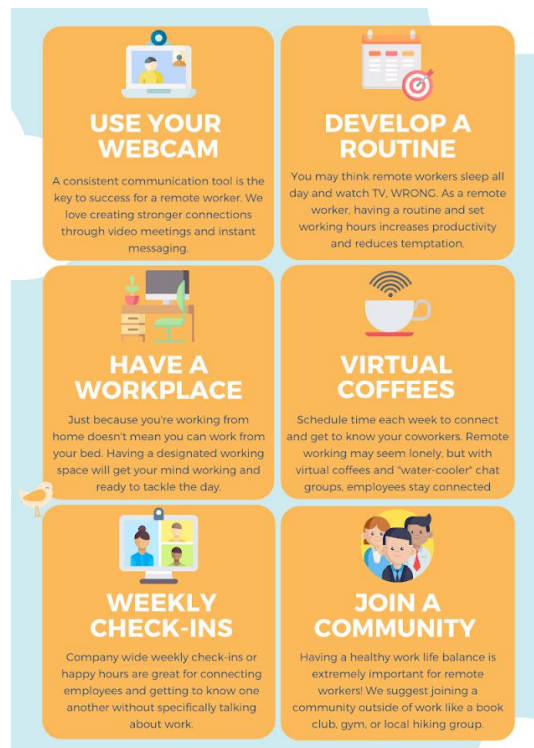 USE YOUR
WEBCAM
A consistent communication tool is the
key to success for a remote worker. We
love creating stronger connections
through video meetings and instant
messaging.
DEVELOP A
ROUTINE
You may think remote workers sleep all
day and watch TV, WRONG. As a remote
worker, having a routine and set
working hours increases productivity
and reduces temptation.
HAVE A
WORKPLACE
Just because you're working from
home doesn't mean you can work from
your bed. Having a designated working
space will get your mind working and
ready to tackle the day.
VIRTUAL
COFFEES
Schedule time each week to connect
and get to know your coworkers. Remote
working may seem lonely, but with
virtual coffees and "water-cooler" chat
groups, employees stay connected
WEEKLY
CHECK-INS
Company wide weekly check-ins or
happy hours are great for connecting
employees and getting to know one
another without specifically talking
about work.
JOIN A
COMMUNITY
Having a healthy work life balance is
extremely important for remote
workers! We suggest joining a
community outside of work like a book
club, gym, or local hiking group.